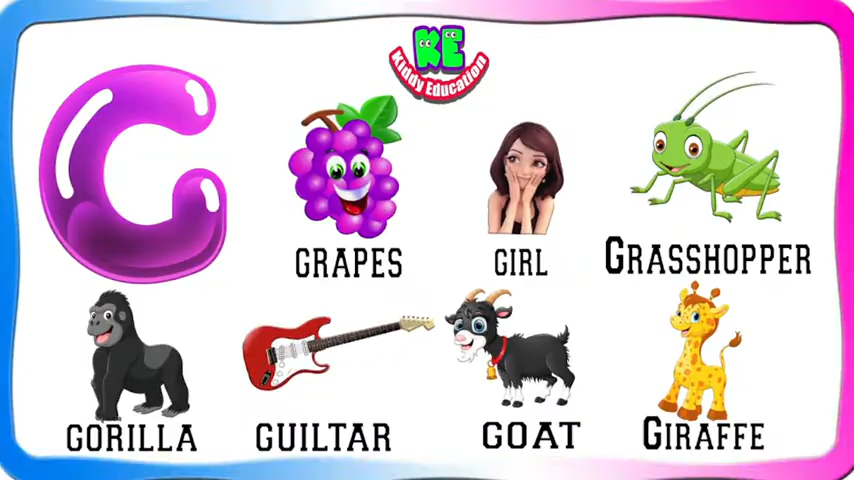 KE
Kiddy Education
G
GRAPES
GIRL
GRASSHOPPER
GORILLA
GUILTAR
GOAT
GIRAFFE